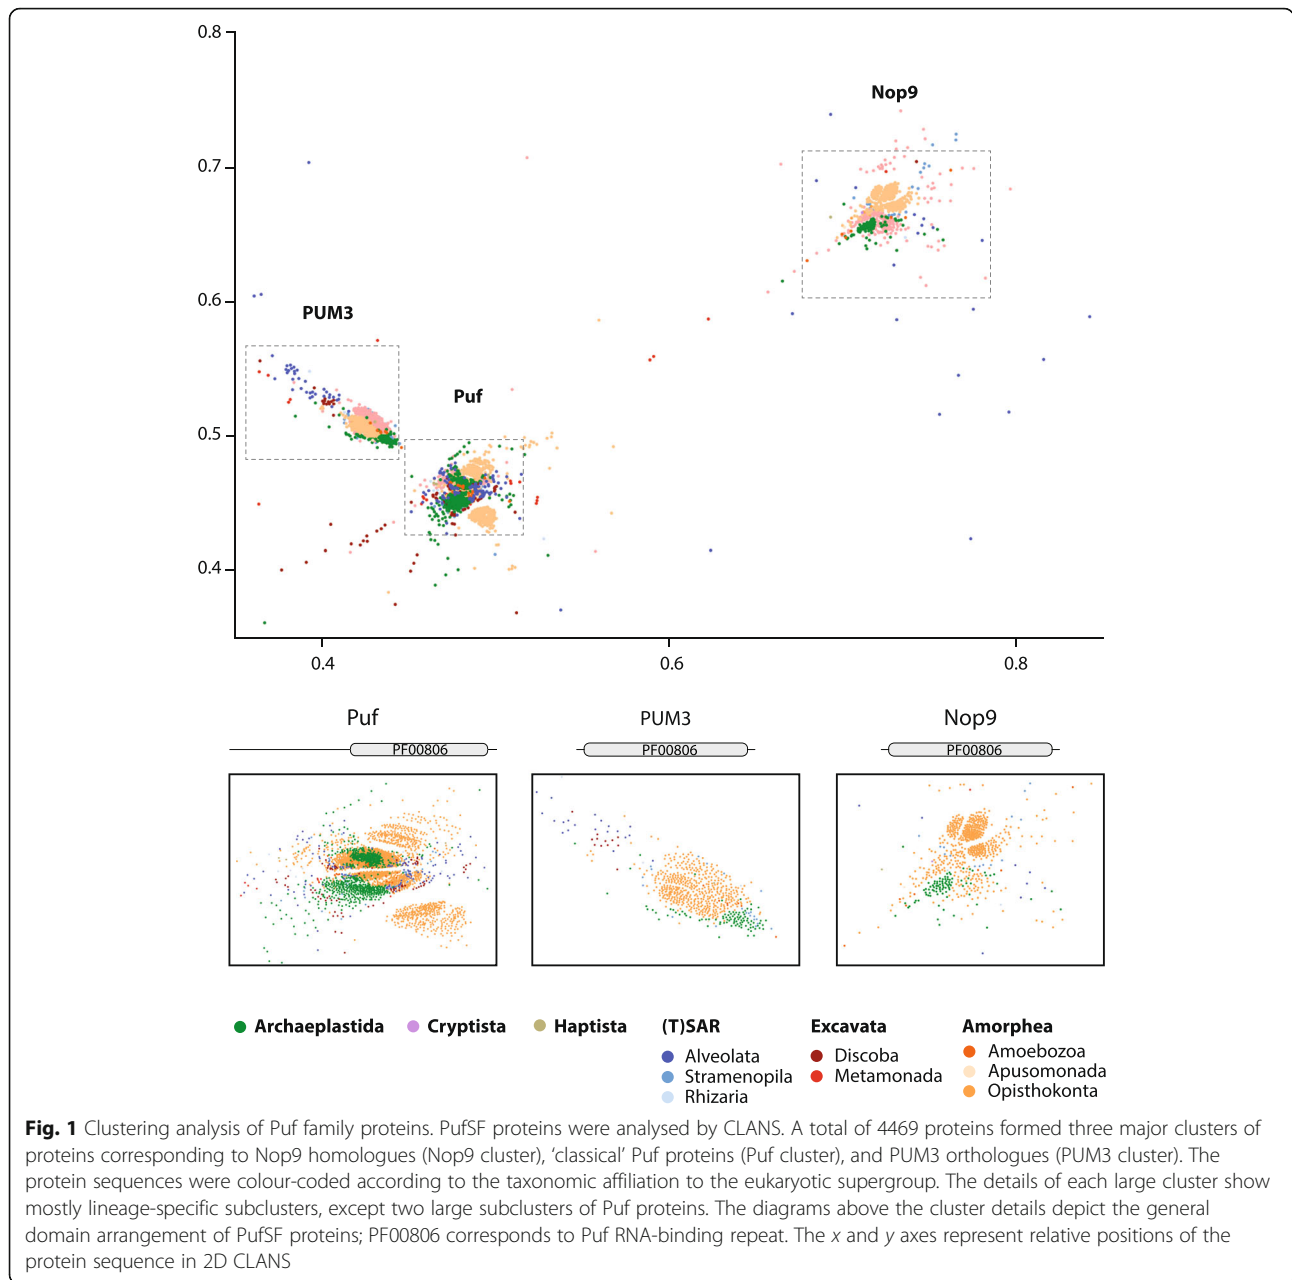 0.8
Nop9
0.7
0.6
PUM3
Puf
0.5
0.4
0.4 0.6 0.8
Puf PUM3 Nop9
PF00806 PF00806 PF00806
Archaeplastida Cryptista Haptista (T)SAR Excavata Amorphea
Alveolata Discoba Amoebozoa
Stramenopila Metamonada Apusomonada
Rhizaria Opisthokonta
Fig. 1 Clustering analysis of Puf family proteins. PufSF proteins were analysed by CLANS. A total of 4469 proteins formed three major clusters of
proteins corresponding to Nop9 homologues (Nop9 cluster), ‘classical’ Puf proteins (Puf cluster), and PUM3 orthologues (PUM3 cluster). The
protein sequences were colour-coded according to the taxonomic affiliation to the eukaryotic supergroup. The details of each large cluster show
mostly lineage-specific subclusters, except two large subclusters of Puf proteins. The diagrams above the cluster details depict the general
domain arrangement of PufSF proteins; PF00806 corresponds to Puf RNA-binding repeat. The x and y axes represent relative positions of the
protein sequence in 2D CLANS